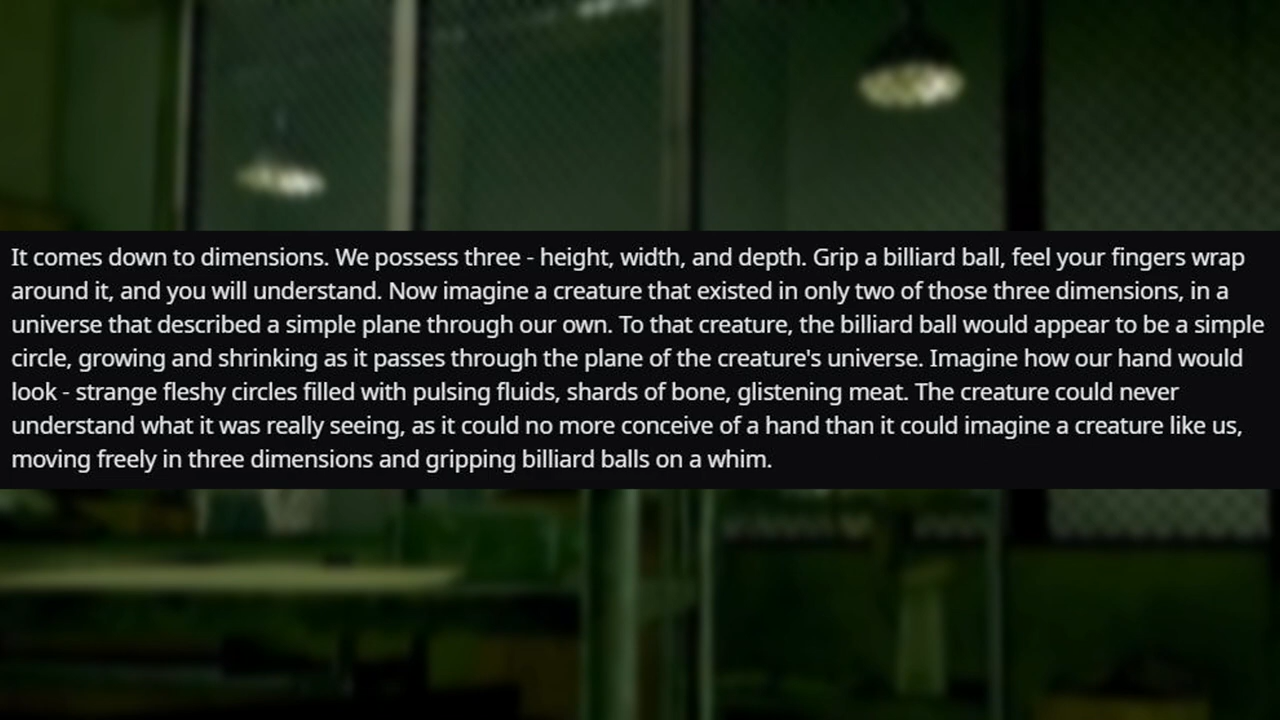 It comes down to dimensions. We possess three - height, width, and depth. Grip a billiard ball, feel your fingers wrap
around it, and you will understand. Now imagine a creature that existed in only two of those three dimensions, in a
universe that described a simple plane through our own. To that creature, the billiard ball would appear to be a simple
circle, growing and shrinking as it passes through the plane of the creature's universe. Imagine how our hand would
look - strange fleshy circles filled with pulsing fluids, shards of bone, glistening meat. The creature could never
understand what it was really seeing, as it could no more conceive of a hand than it could imagine a creature like us,
moving freely in three dimensions and gripping billiard balls on a whim.